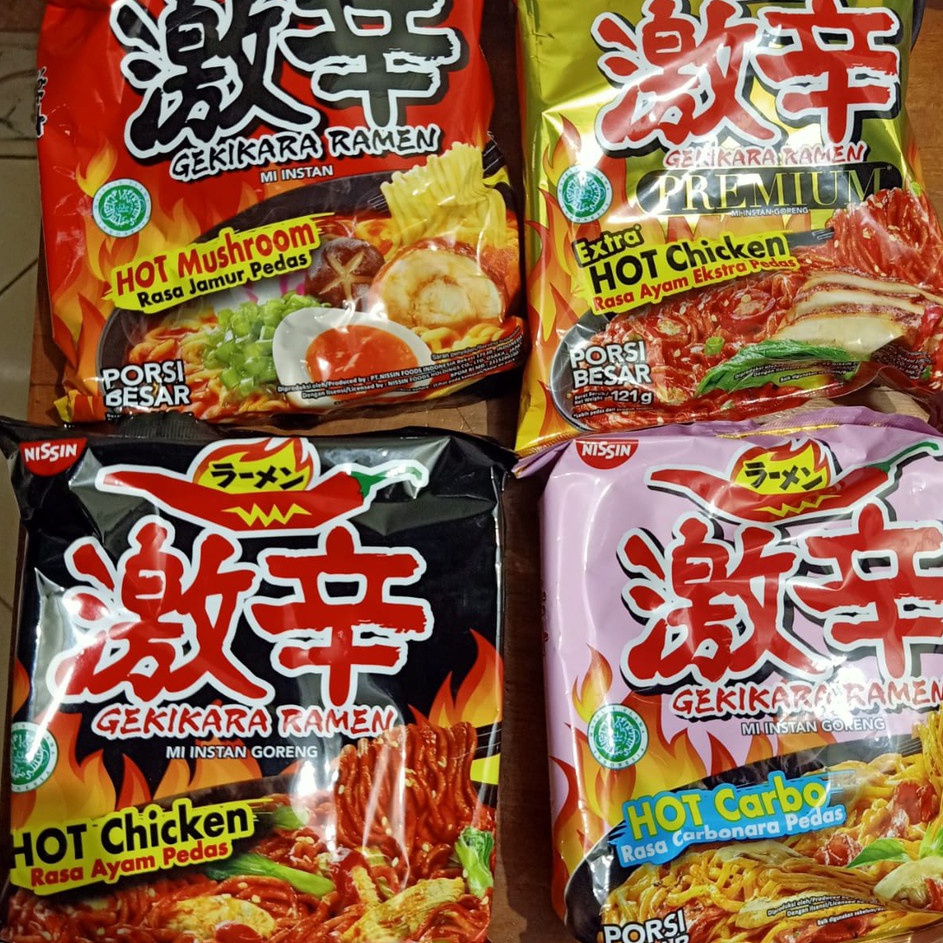 激辛
GEKIKARA RAMEN
MI INSTAN
HOT Mushroom
Rasa Jamur Pedas
PORSI
BESAR
激辛
GEKIKARA RAMEN
PREMIUM
MI INSTAN GORENG
Extra*
HOT Chicken
Rasa Ayam Ekstra Pedas
PORSI
BESAR
121 g
NISSIN
ラーメン
激辛
GEKIKARA RAMEN
MI INSTAN GORENG
HOT Chicken
Rasa Ayam Pedas
NISSIN
ラーメン
激辛
GEKIKARA RAMEN
MI INSTAN GORENG
HOT Carbo
Rasa Carbonara Pedas
PORSI